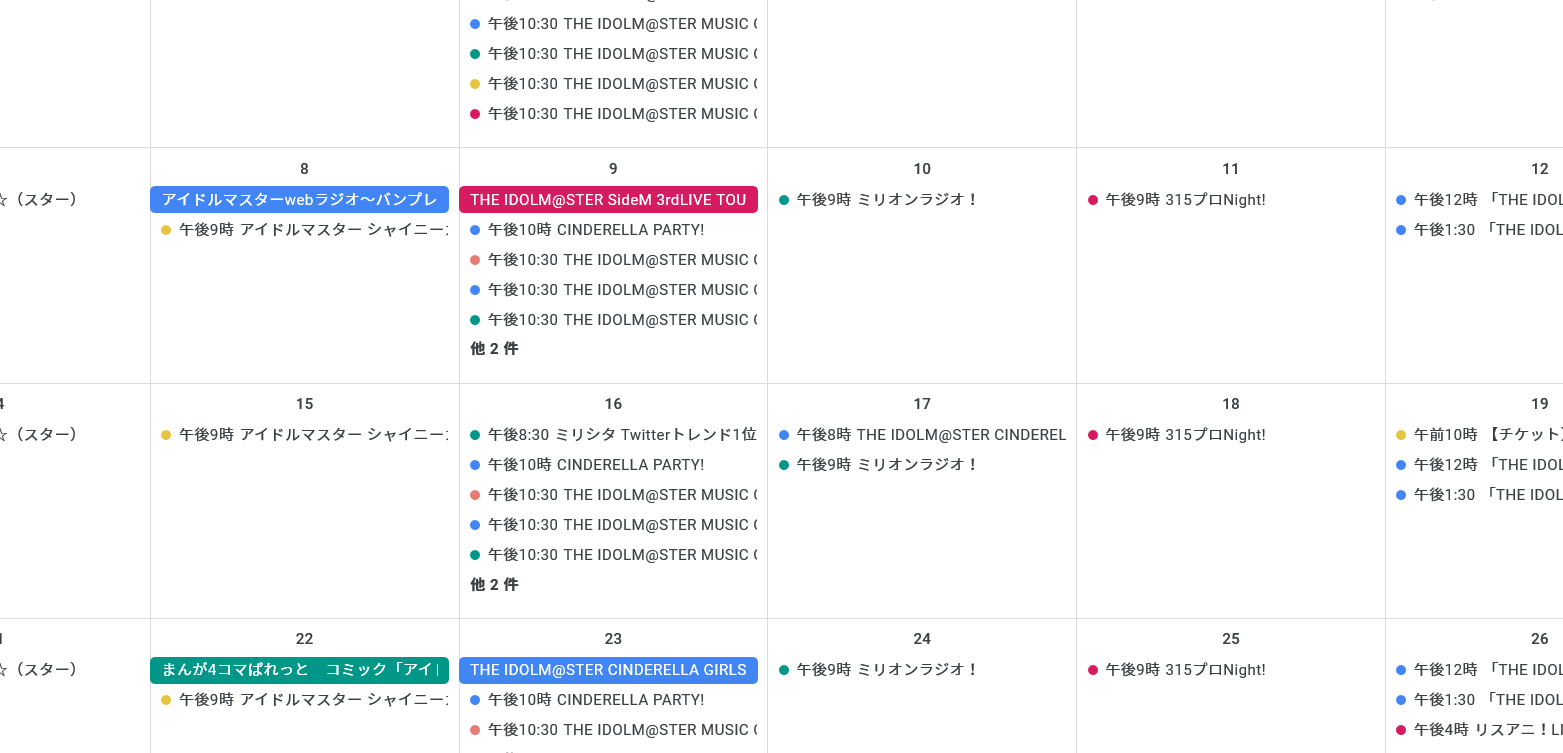 午後10:30 THE IDOLM@STER MUSIC
午後10:30 THE IDOLM@STER MUSIC
午後10:30 THE IDOLM@STER MUSIC
午後10:30 THE IDOLM@STER MUSIC
☆（スター）
8
アイドルマスターwebラジオ～バンプレ
午後9時 アイドルマスター シャイニー
9
THE IDOLM@STER SideM 3rdLIVE TOU
午後10時 CINDERELLA PARTY!
午後10:30 THE IDOLM@STER MUSIC
午後10:30 THE IDOLM@STER MUSIC
午後10:30 THE IDOLM@STER MUSIC
他 2 件
10
午後9時 ミリオンラジオ！
11
午後9時 315プロNight!
12
午後12時 「THE IDOL
午後1:30 「THE IDOL
4
☆（スター）
15
午後9時 アイドルマスター シャイニー
16
午後8:30 ミリシタ Twitterトレンド1位
午後10時 CINDERELLA PARTY!
午後10:30 THE IDOLM@STER MUSIC
午後10:30 THE IDOLM@STER MUSIC
午後10:30 THE IDOLM@STER MUSIC
他 2 件
17
午後8時 THE IDOLM@STER CINDEREL
午後9時 ミリオンラジオ！
18
午後9時 315プロNight!
19
午前10時 【チケット】
午後12時 「THE IDOL
午後1:30 「THE IDOL
☆（スター）
22
まんが4コマぱれっと　コミック「アイ
午後9時 アイドルマスター シャイニー
23
THE IDOLM@STER CINDERELLA GIRLS
午後10時 CINDERELLA PARTY!
午後10:30 THE IDOLM@STER MUSIC
24
午後9時 ミリオンラジオ！
25
午後9時 315プロNight!
26
午後12時 「THE IDOL
午後1:30 「THE IDOL
午後4時 リスアニ！LI